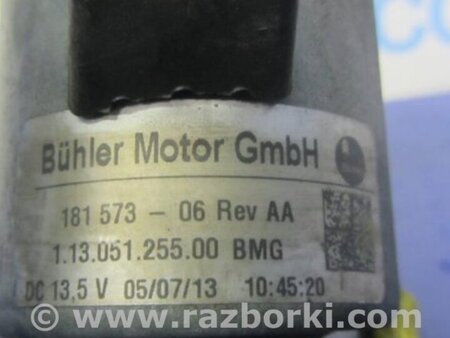 Bühler Motor GmbH
181 573 - 06 Rev AA
1.13.051.255.00 BMG
DC 13,5 V 05/07/13 10:45:20
www.razborki.com